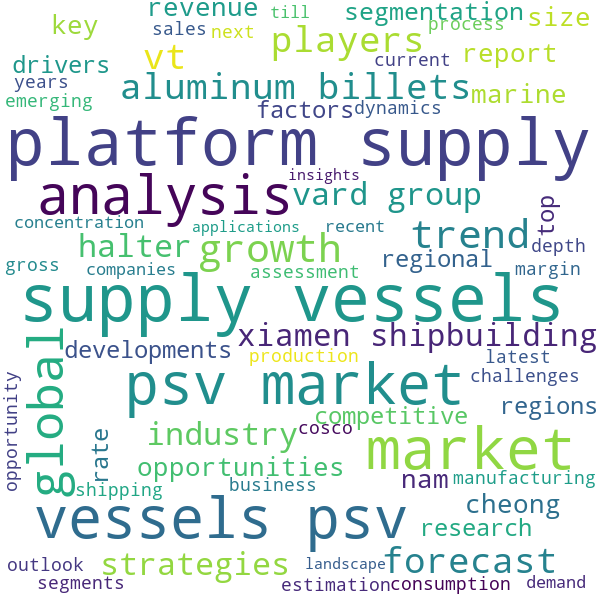 revenue till segmentation
key sales next players process size
drivers vt current report
years aluminum billets marine
emerging factors dynamics
platform supply
analysis insights
vard group top
concentration applications recent
halter growth trend depth
gross companies assessment regional margin
supply vessels
global xiamen shipbuilding
developments production latest
psv market challenges
opportunity competitive regions
industry cosco market
rate opportunities nam manufacturing
shipping business cheong
vessels psv research
outlook strategies landscape forecast
segments estimation consumption demand